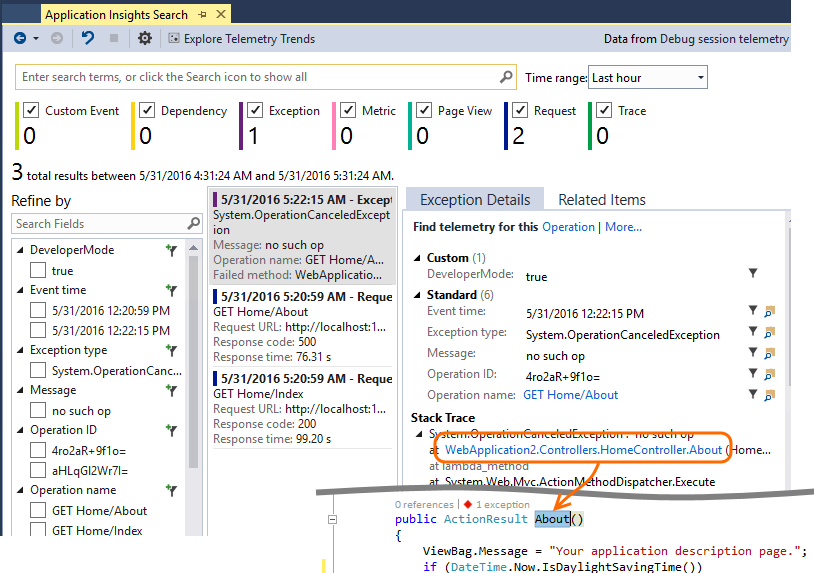 Application Insights Search
Explore Telemetry Trends
Data from Debug session telemetry
Enter search terms, or click the Search icon to show all
Time range: Last hour
Custom Event
0
Dependency
0
Exception
1
Metric
0
Page View
0
Request
2
Trace
0
3 total results between 5/31/2016 4:31:24 AM and 5/31/2016 5:31:24 AM.
Refine by
Search Fields
DeveloperMode
true
Event time
5/31/2016 12:20:59 PM
5/31/2016 12:22:15 PM
Exception type
System.OperationCanc...
Message
no such op
Operation ID
4ro2aR+9f1o=
aHLqGl2Wr7I=
Operation name
GET Home/About
GET Home/Index
5/31/2016 5:22:15 AM - Except
System.OperationCanceledExcept
ion
Message: no such op
Operation name: GET Home/A...
Failed method: WebApplicatio...
5/31/2016 5:20:59 AM - Reque
GET Home/About
Request URL: http://localhost:1...
Response code: 500
Response time: 76.31 s
5/31/2016 5:20:59 AM - Reque
GET Home/Index
Request URL: http://localhost:1...
Response code: 200
Response time: 99.20 s
Exception Details
Related Items
Find telemetry for this Operation | More...
Custom (1)
DeveloperMode: true
Standard (6)
Event time: 5/31/2016 12:22:15 PM
Exception type: System.OperationCanceledException
Message: no such op
Operation ID: 4ro2aR+9f1o=
Operation name: GET Home/About
Stack Trace
System.OperationCanceledException : no such op
at WebApplication2.Controllers.HomeController.About (Home...
at lambda_method
at System.Web.Mvc.ActionMethodDispatcher.Execute
0 references | 1 exception
public ActionResult About()
{
ViewBag.Message = "Your application description page.";
if (DateTime.Now.IsDaylightSavingTime())